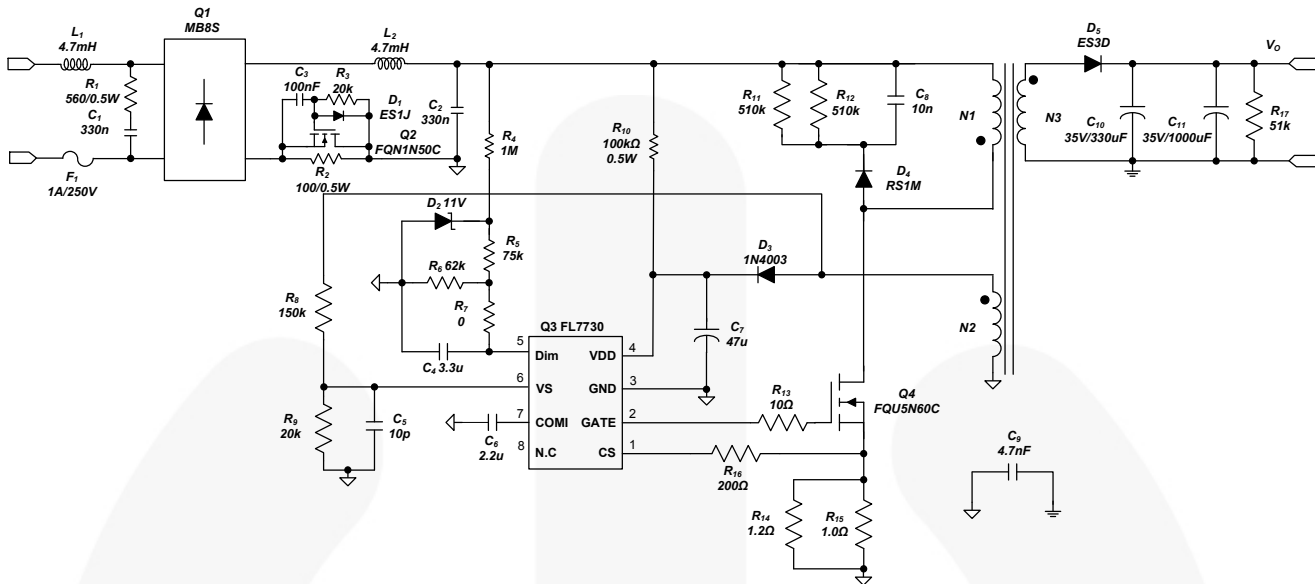 L1
4.7mH
Q1
MB8S
L2
4.7mH
D5
ES3D
VO
R1
560/0.5W
C1
330n
F1
1A/250V
C3
100nF
R3
20k
D1
ES1J
Q2
FQN1N50C
R2
100/0.5W
C2
330n
R4
1M
R10
100kΩ
0.5W
R11
510k
R12
510k
C8
10n
D4
RS1M
N1
N3
C10
35V/330uF
C11
35V/1000uF
R17
51k
D2 11V
R5
75k
R6 62k
R7
0
C4 3.3u
D3
1N4003
C7
47u
N2
R8
150k
R9
20k
C5
10p
C6
2.2u
Q3 FL7730
5 Dim VDD 4
6 VS GND 3
7 COMI GATE 2
8 N.C CS 1
R13
10Ω
Q4
FQU5N60C
R16
200Ω
R14
1.2Ω
R15
1.0Ω
C9
4.7nF